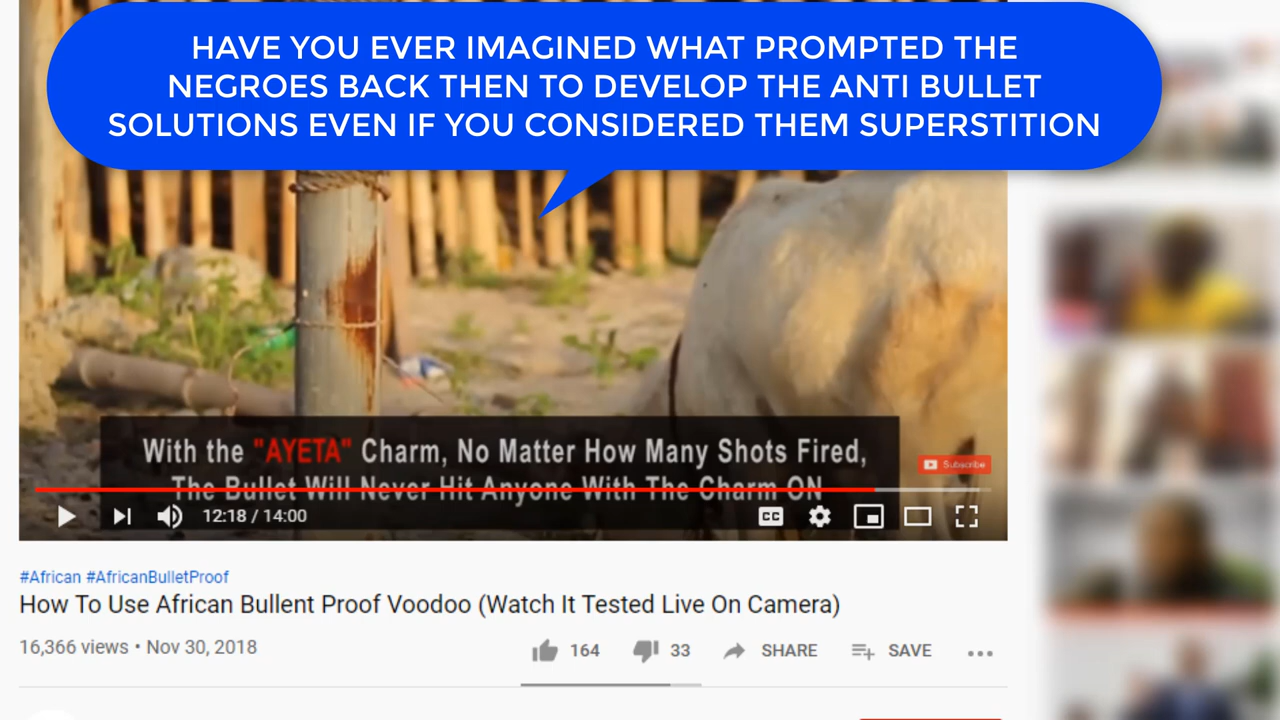 HAVE YOU EVER IMAGINED WHAT PROMPTED THE
NEGROES BACK THEN TO DEVELOP THE ANTI BULLET
SOLUTIONS EVEN IF YOU CONSIDERED THEM SUPERSTITION
With the "AYETA" Charm, No Matter How Many Shots Fired,
The Bullet Will Never Hit Anyone With The Charm ON
Subscribe
12:18 / 14:00
CC
#African #AfricanBulletProof
How To Use African Bullent Proof Voodoo (Watch It Tested Live On Camera)
16,366 views • Nov 30, 2018
164
33
SHARE
SAVE